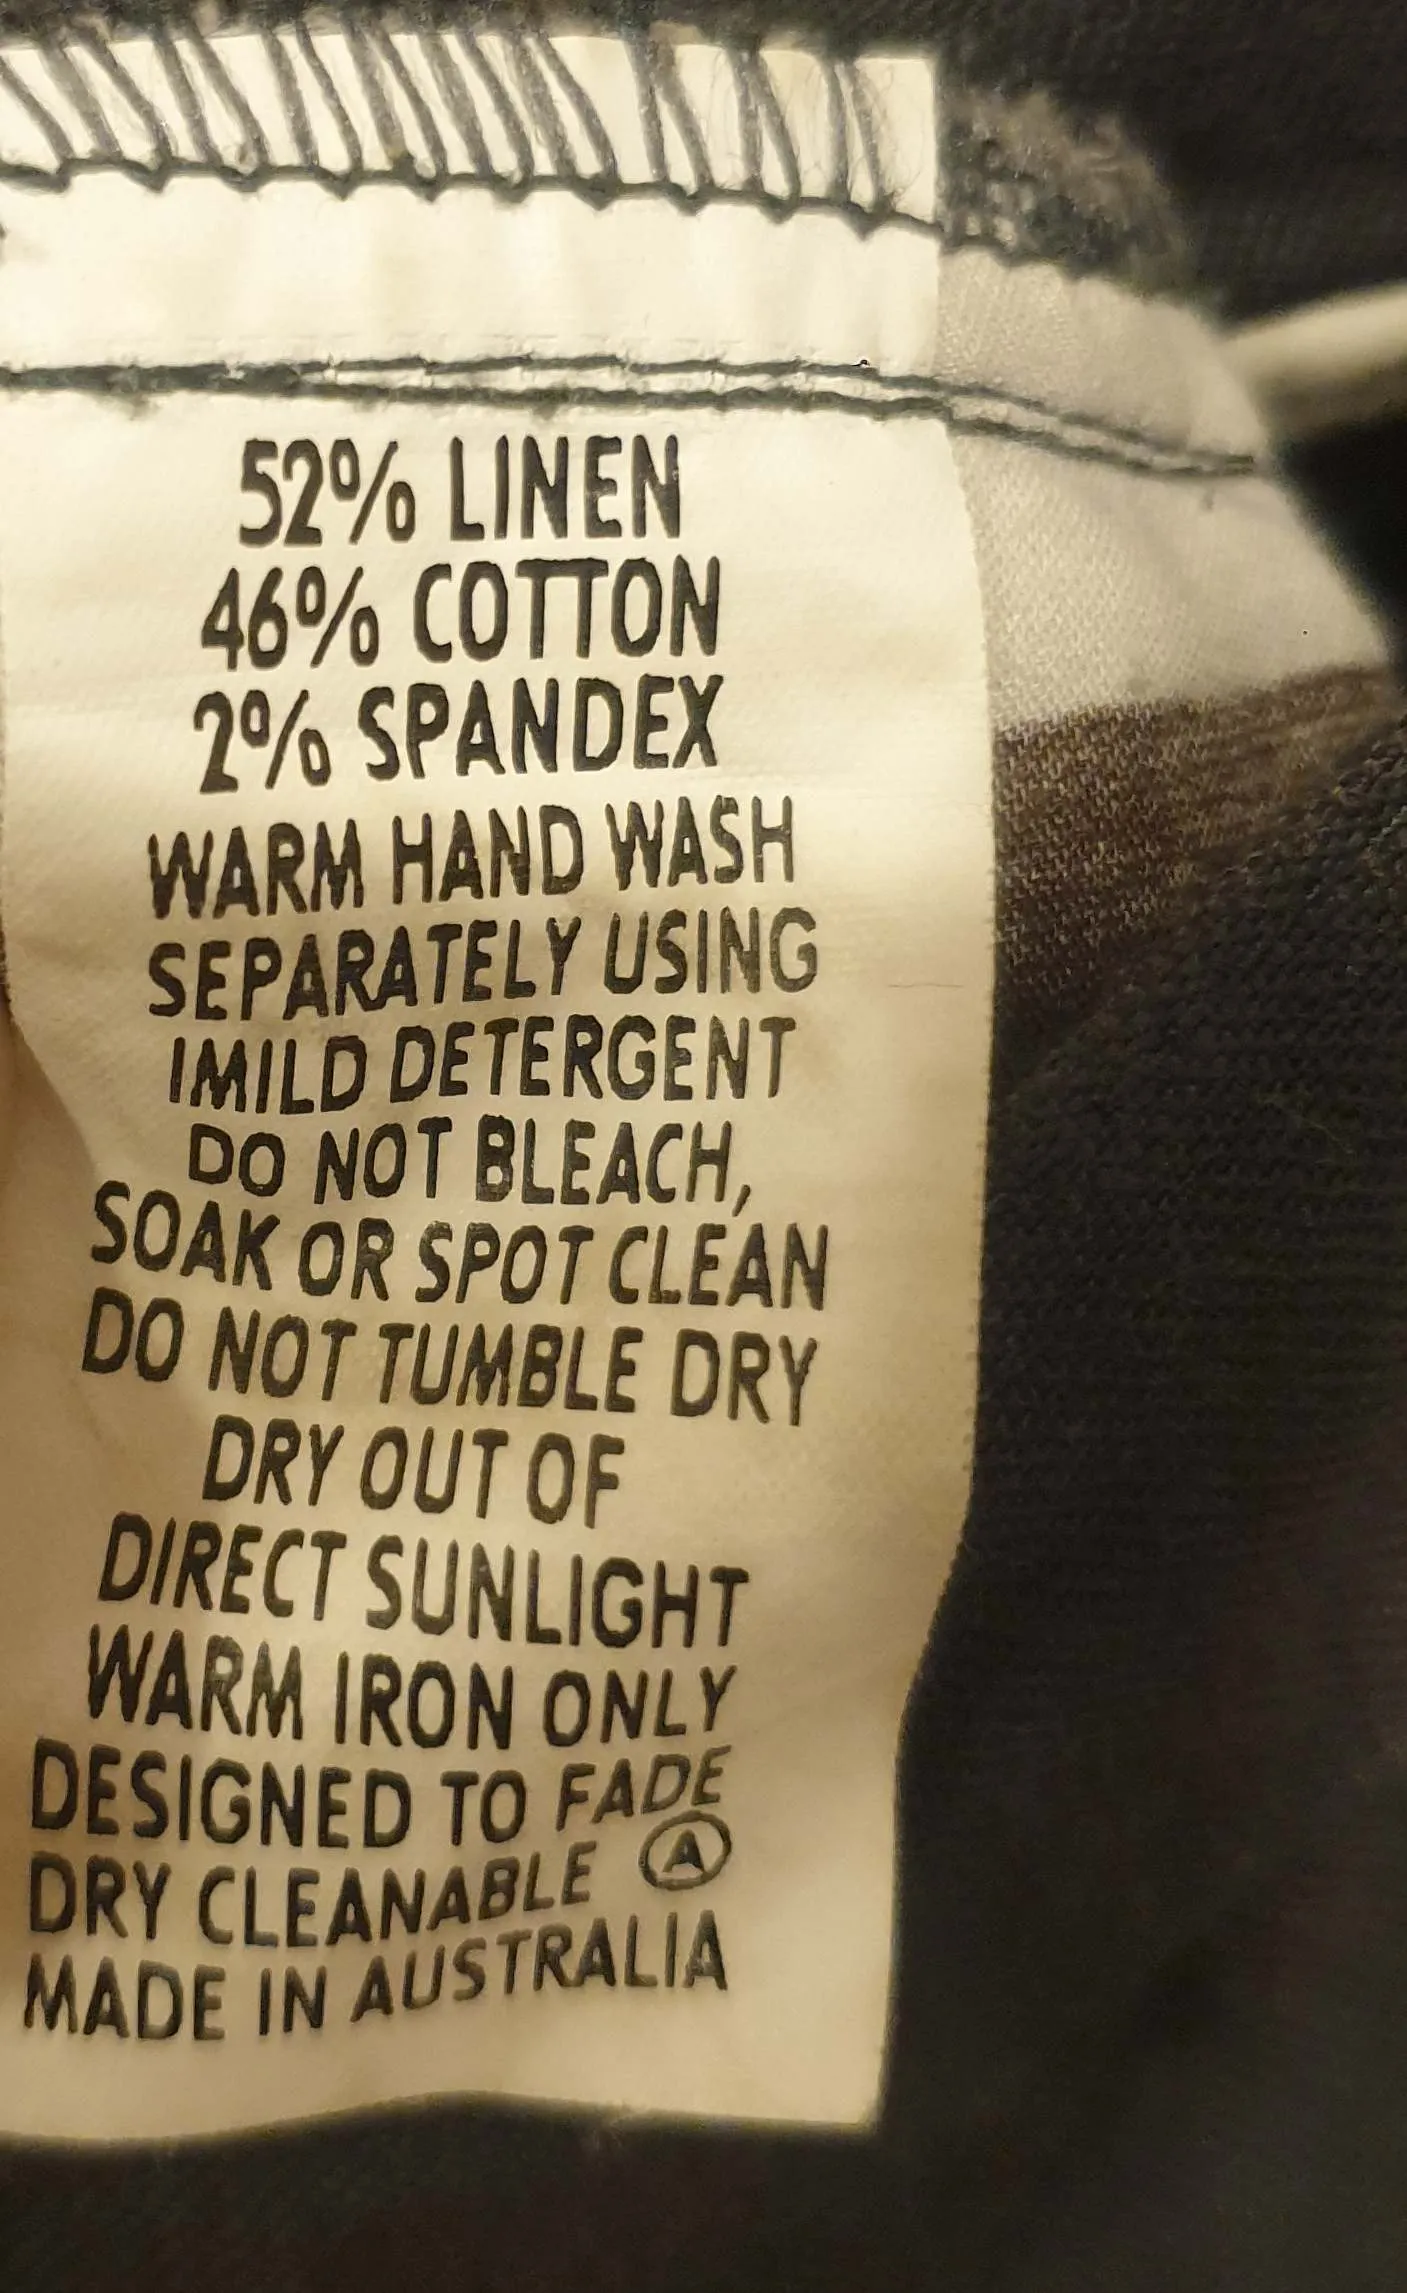 52% LINEN
46% COTTON
2% SPANDEX
WARM HAND WASH
SEPARATELY USING
IMILD DETERGENT
DO NOT BLEACH,
SOAK OR SPOT CLEAN
DO NOT TUMBLE DRY
DRY OUT OF
DIRECT SUNLIGHT
WARM IRON ONLY
DESIGNED TO FADE
DRY CLEANABLE Ⓐ
MADE IN AUSTRALIA